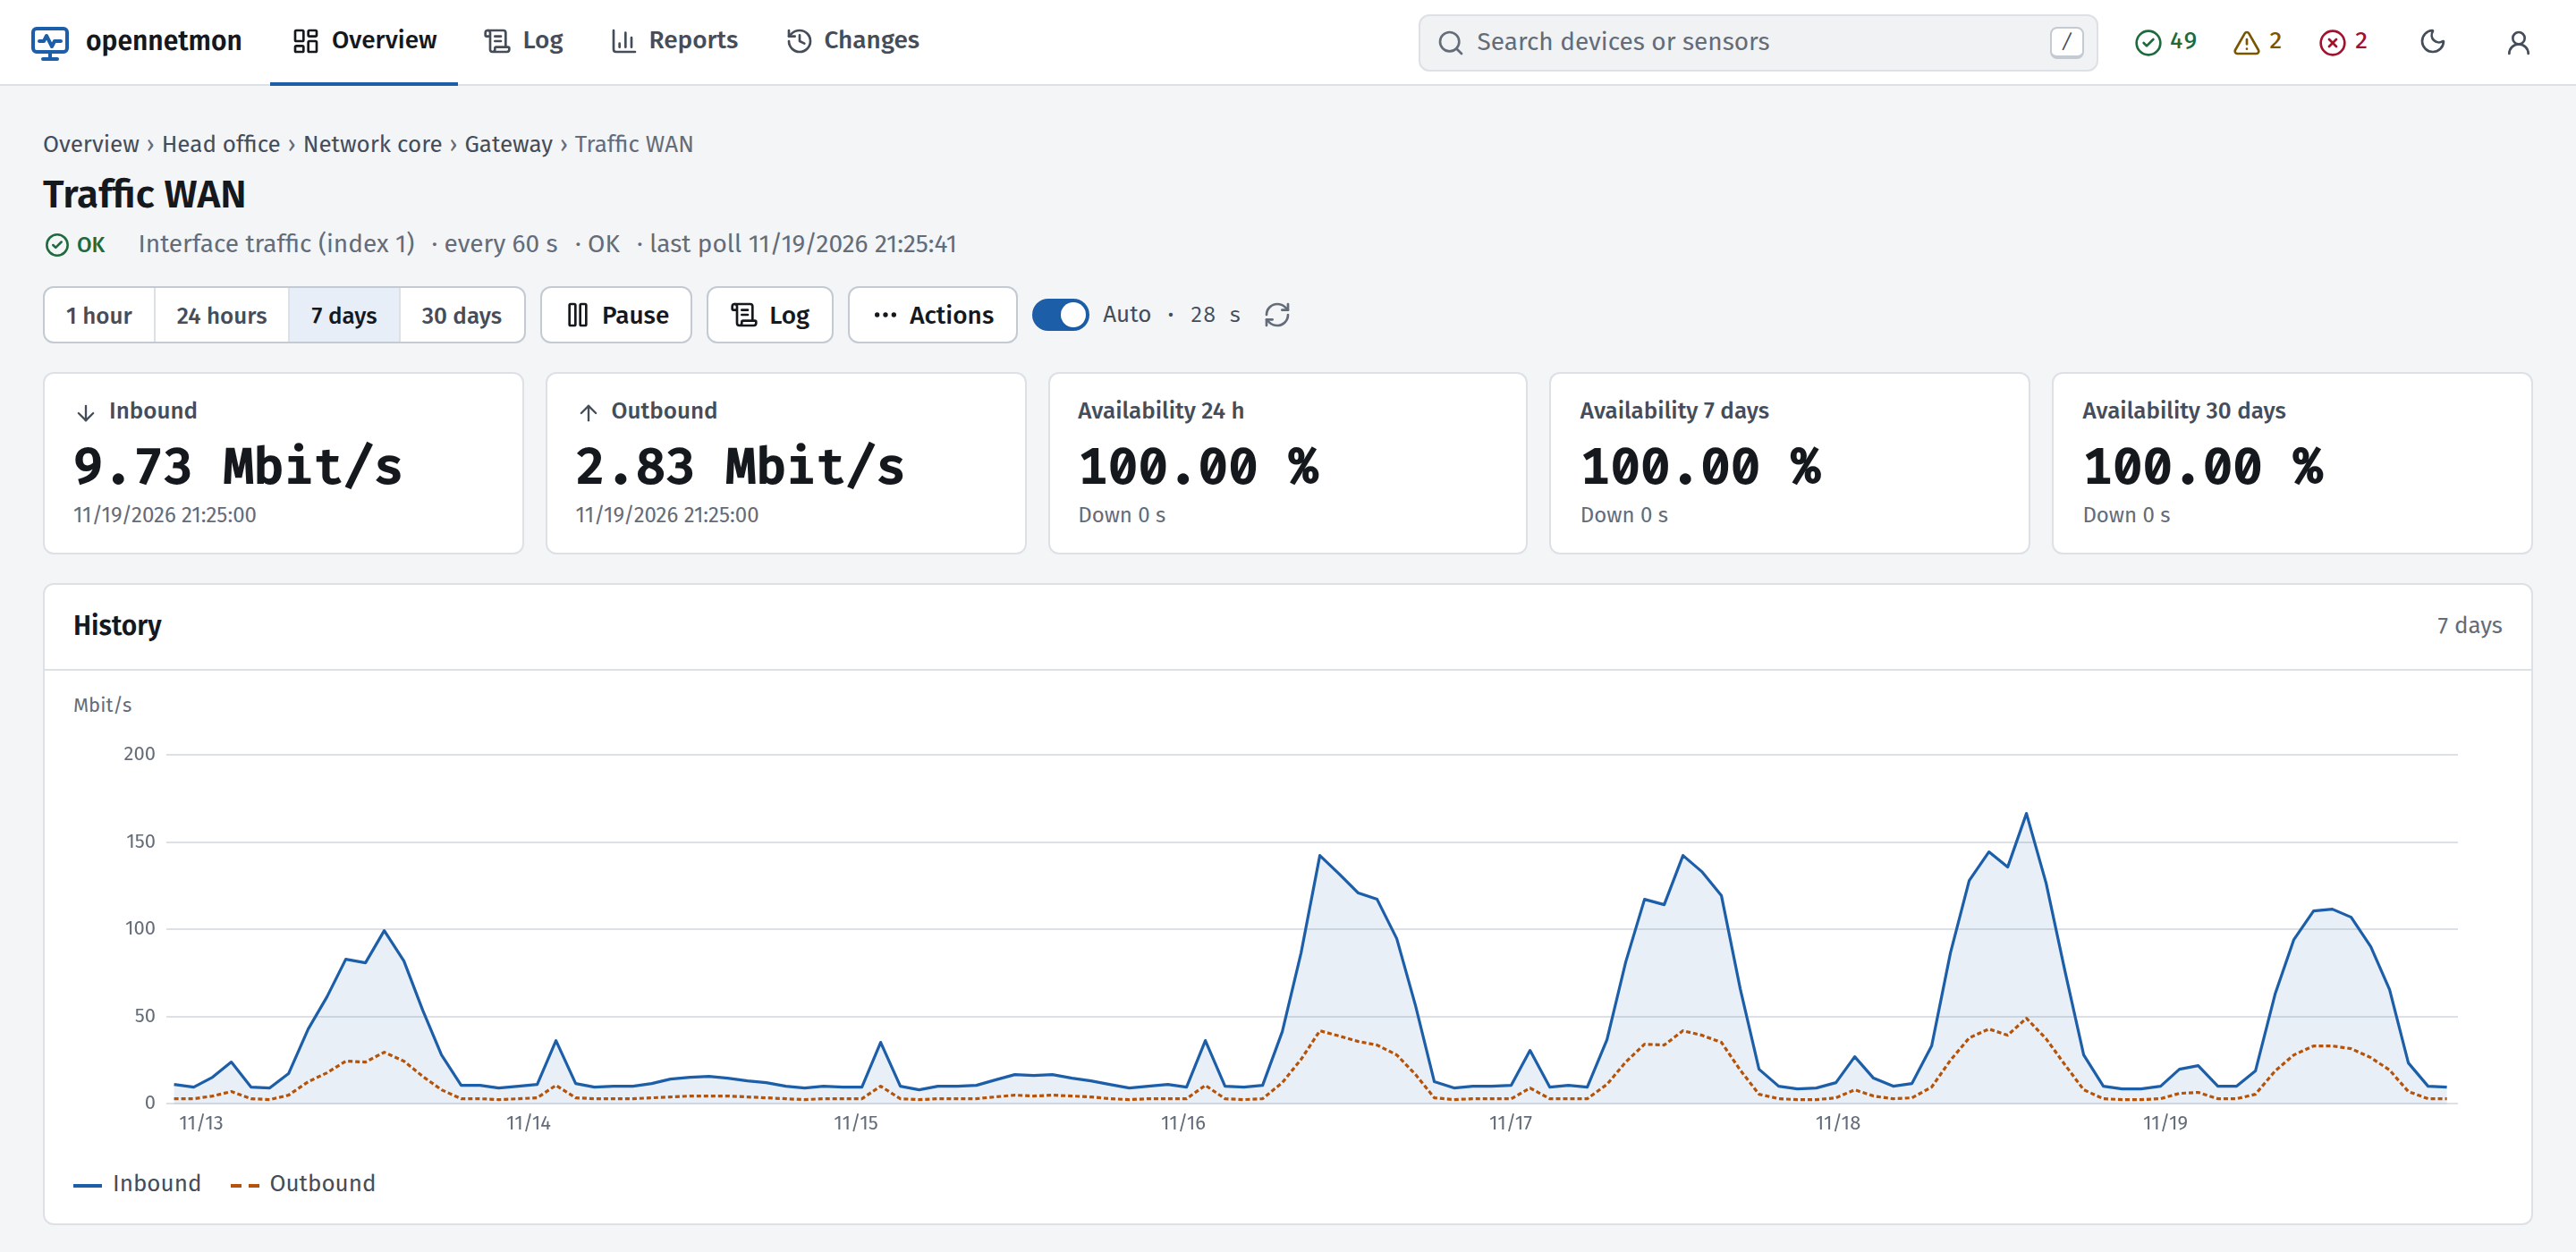 opennetmon Overview Log Reports Changes Search devices or sensors / 49 2 2
Overview › Head office › Network core › Gateway › Traffic WAN
Traffic WAN
OK Interface traffic (index 1) · every 60 s · OK · last poll 11/19/2026 21:25:41
1 hour 24 hours 7 days 30 days Pause Log Actions Auto · 28 s
Inbound Outbound Availability 24 h Availability 7 days Availability 30 days
9.73 Mbit/s 2.83 Mbit/s 100.00 % 100.00 % 100.00 %
11/19/2026 21:25:00 11/19/2026 21:25:00 Down 0 s Down 0 s Down 0 s
History 7 days
Mbit/s
200
150
100
50
0
11/13 11/14 11/15 11/16 11/17 11/18 11/19
Inbound Outbound